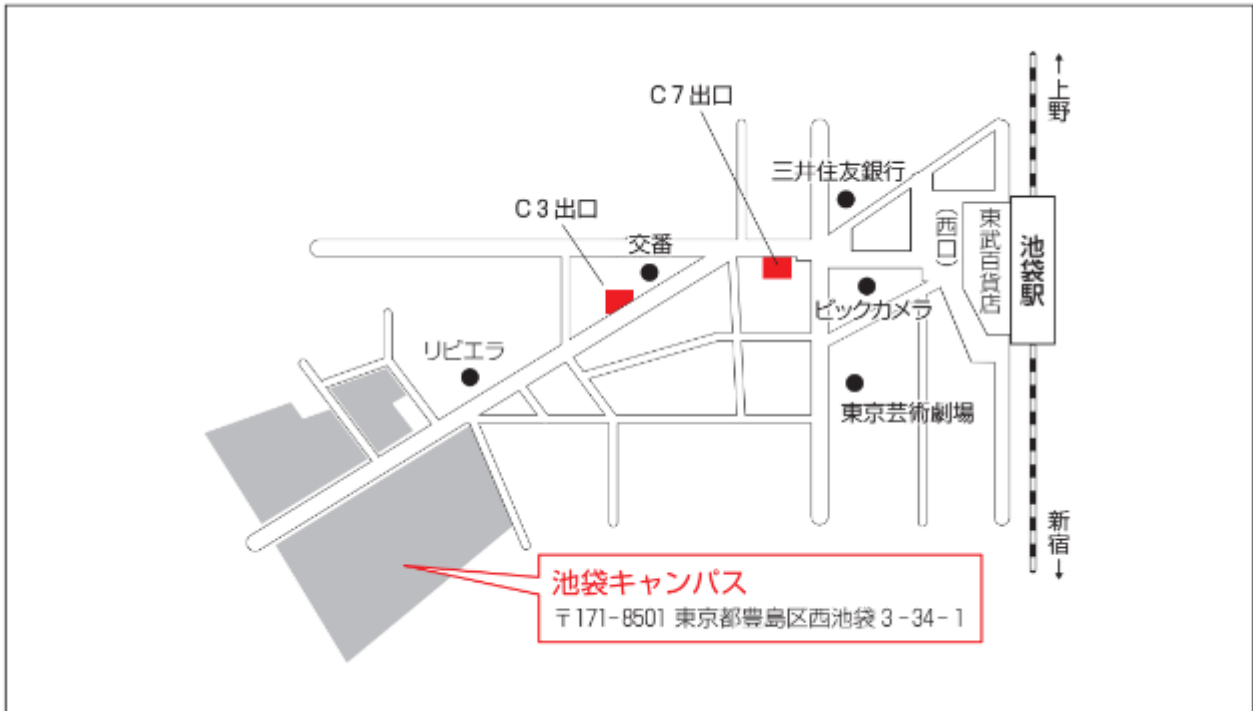 ↑上野
C7出口
三井住友銀行
C3出口
交番
(西口)
東武百貨店
池袋駅
ビックカメラ
リビエラ
東京芸術劇場
新宿↓
池袋キャンパス
〒171-8501 東京都豊島区西池袋3-34-1